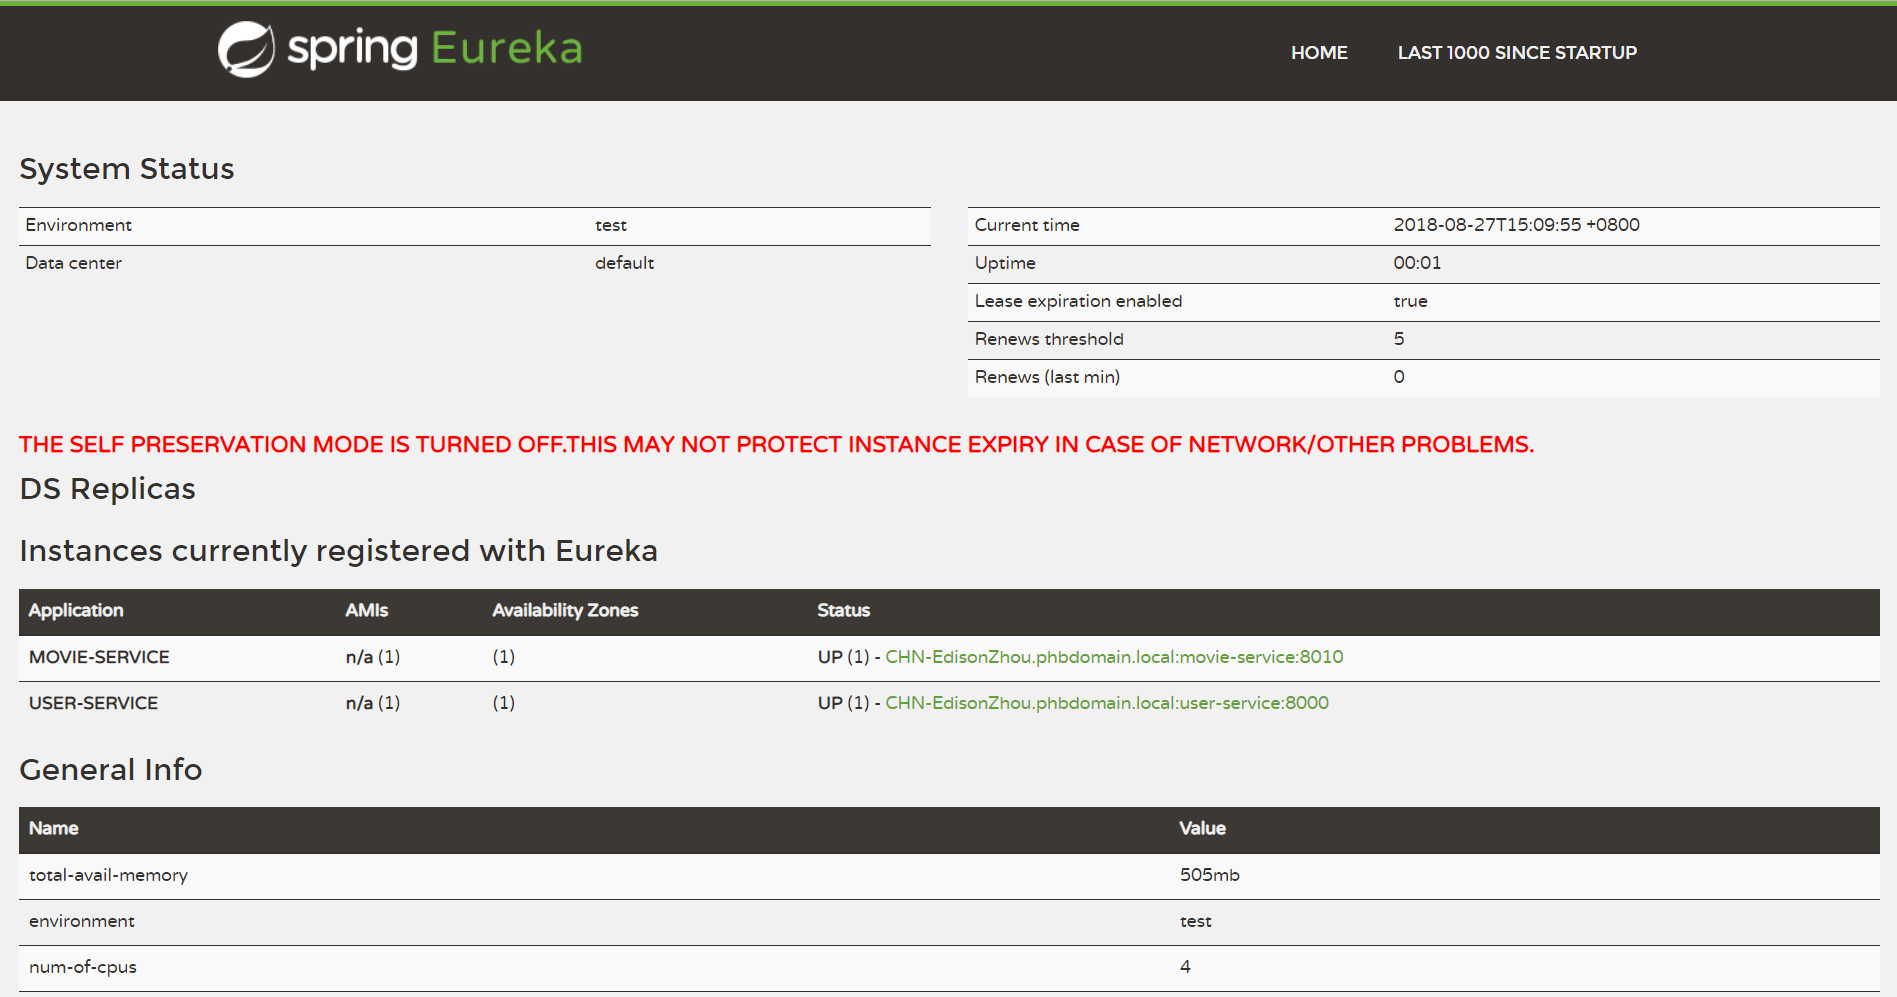 spring Eureka
HOME LAST 1000 SINCE STARTUP
System Status
Environment test
Data center default
Current time 2018-08-27T15:09:55 +0800
Uptime 00:01
Lease expiration enabled true
Renews threshold 5
Renews (last min) 0
THE SELF PRESERVATION MODE IS TURNED OFF.THIS MAY NOT PROTECT INSTANCE EXPIRY IN CASE OF NETWORK/OTHER PROBLEMS.
DS Replicas
Instances currently registered with Eureka
Application AMIs Availability Zones Status
MOVIE-SERVICE n/a (1) (1) UP (1) - CHN-EdisonZhou.phbdomain.local:movie-service:8010
USER-SERVICE n/a (1) (1) UP (1) - CHN-EdisonZhou.phbdomain.local:user-service:8000
General Info
Name Value
total-avail-memory 505mb
environment test
num-of-cpus 4